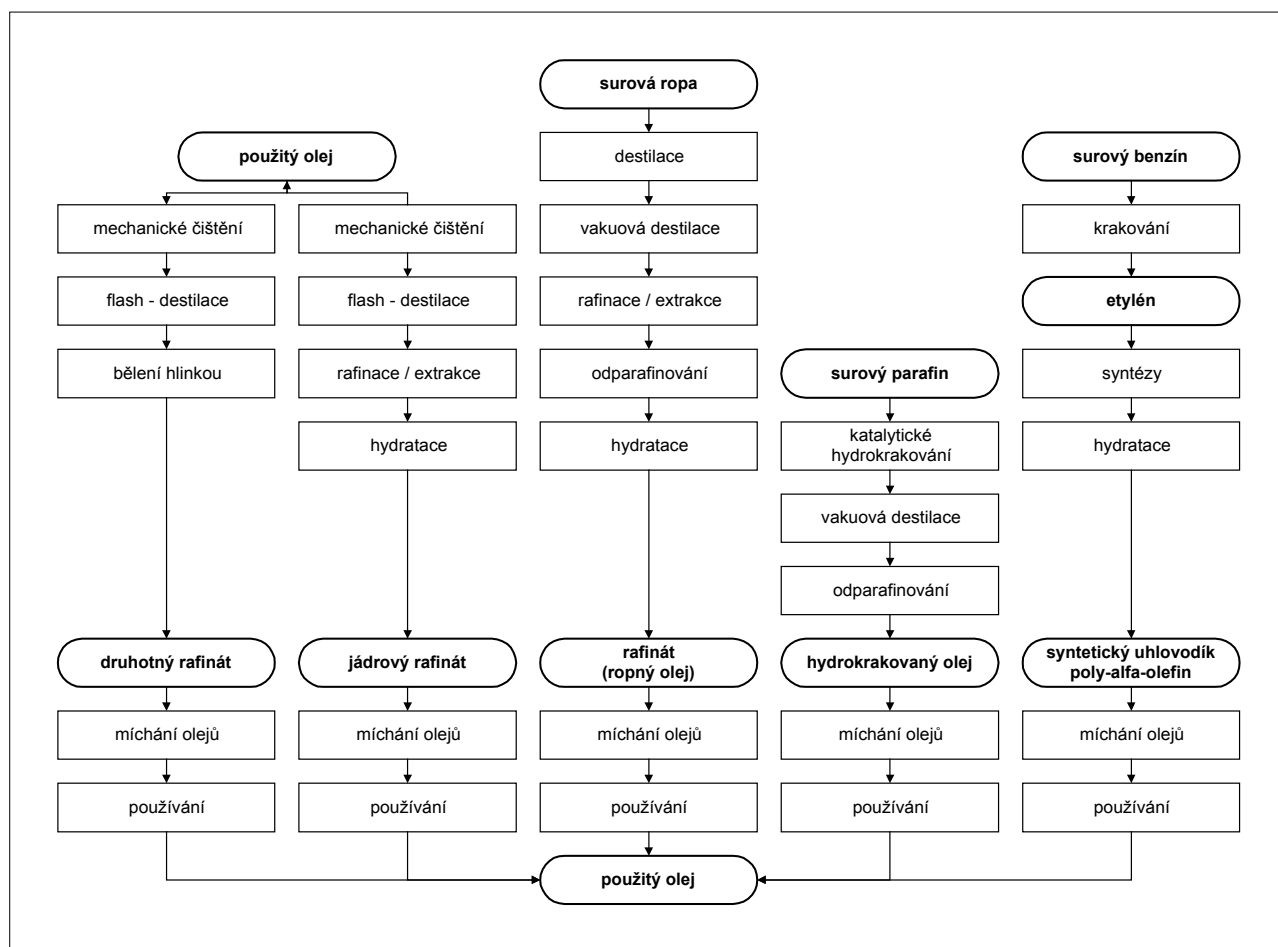 surová ropa
použitý olej
destilace
surový benzín
mechanické čištění
mechanické čištění
vakuová destilace
krakování
flash - destilace
flash - destilace
rafinace / extrakce
etylén
bělení hlinkou
rafinace / extrakce
odparafinování
surový parafin
syntézy
hydratace
hydratace
katalytické
hydrokrakování
hydratace
vakuová destilace
odparafinování
druhotný rafinát
jádrový rafinát
rafinát
(ropný olej)
hydrokrakovaný olej
syntetický uhlovodík
poly-alfa-olefin
míchání olejů
míchání olejů
míchání olejů
míchání olejů
míchání olejů
používání
používání
používání
používání
používání
použitý olej